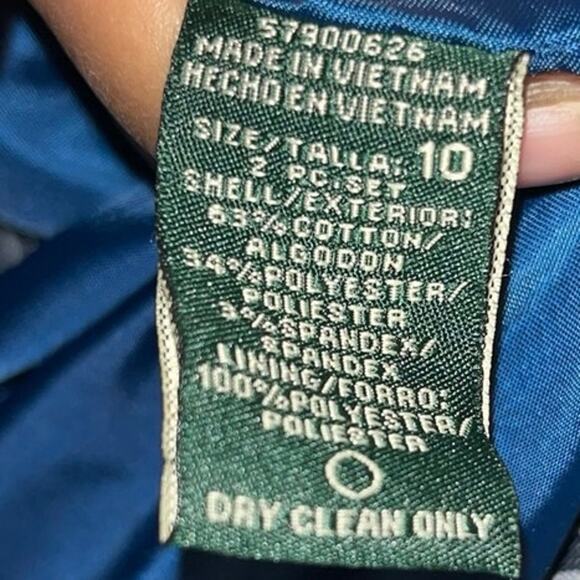 57900626
MADE IN VIETNAM
HECHO EN VIETNAM
SIZE/TALLA: 10
2 PC. SET
SHELL/EXTERIOR:
63% COTTON/
ALGODON
34% POLYESTER/
POLIESTER
3% SPANDEX/
SPANDEX
LINING/FORRO:
100% POLYESTER/
POLIESTER
DRY CLEAN ONLY